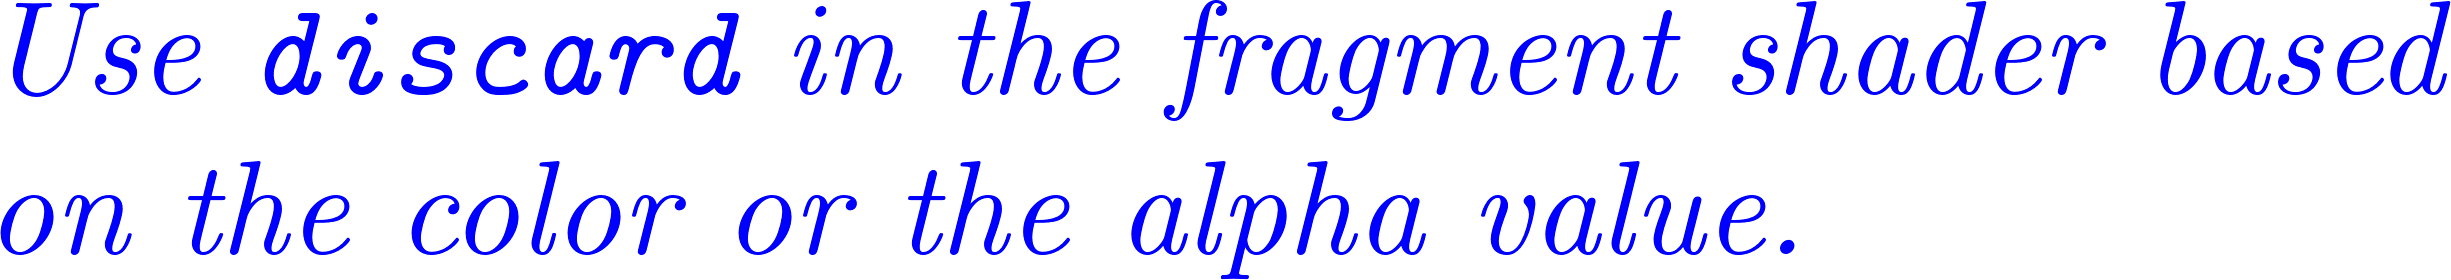 Use discard in the fragment shader based
on the color or the alpha value.